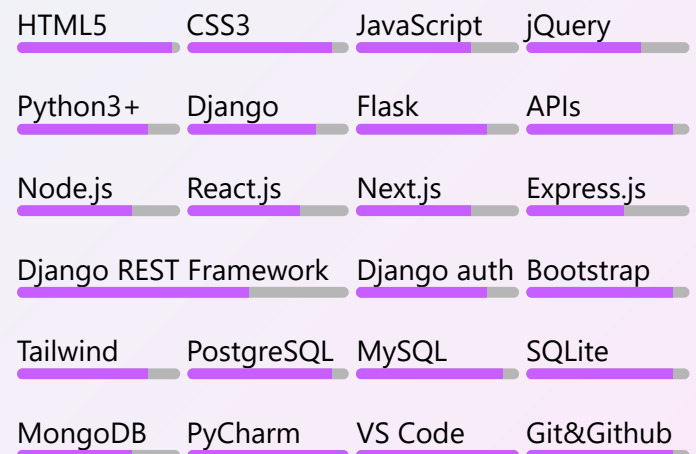 HTML5 CSS3 JavaScript jQuery
Python3+ Django Flask APIs
Node.js React.js Next.js Express.js
Django REST Framework Django auth Bootstrap
Tailwind PostgreSQL MySQL SQLite
MongoDB PyCharm VS Code Git&Github